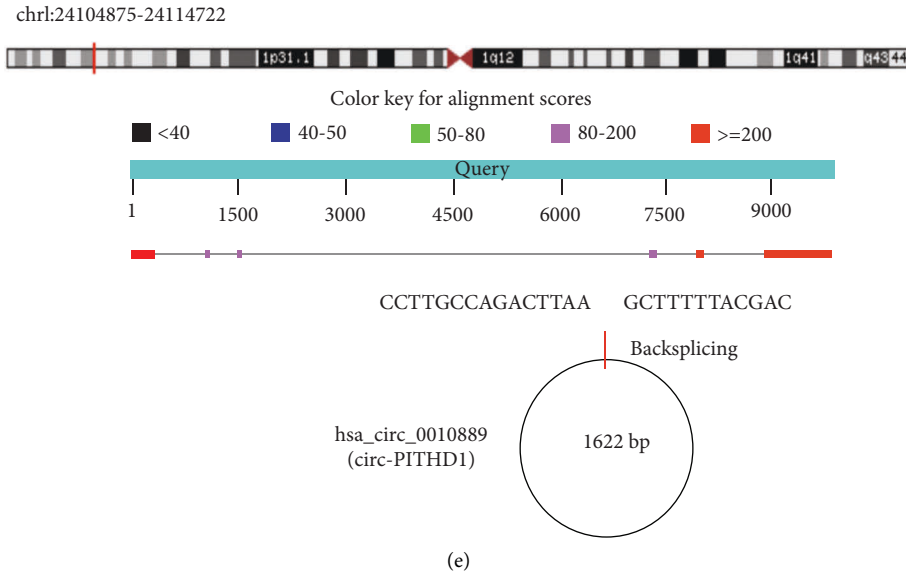 chrl:24104875-24114722
1p31.1 1q12 1q41 q43 44
Color key for alignment scores
<40 40-50 50-80 80-200 >=200
Query
1 1500 3000 4500 6000 7500 9000
CCTTGCCAGACTTAA GCTTTTTACGAC
Backsplicing
hsa_circ_0010889
(circ-PITHD1)
1622 bp
(e)